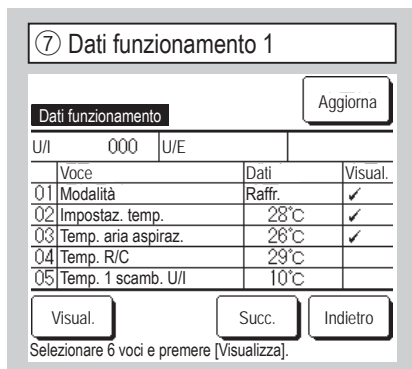 ⑦ Dati funzionamento 1
Aggiorna
Dati funzionamento
U/I 000 U/E
Voce Dati Visual.
01 Modalità Raffr. ✓
02 Impostaz. temp. 28°C ✓
03 Temp. aria aspiraz. 26°C ✓
04 Temp. R/C 29°C
05 Temp. 1 scamb. U/I 10°C
Visual. Succ. Indietro
Selezionare 6 voci e premere [Visualizza].